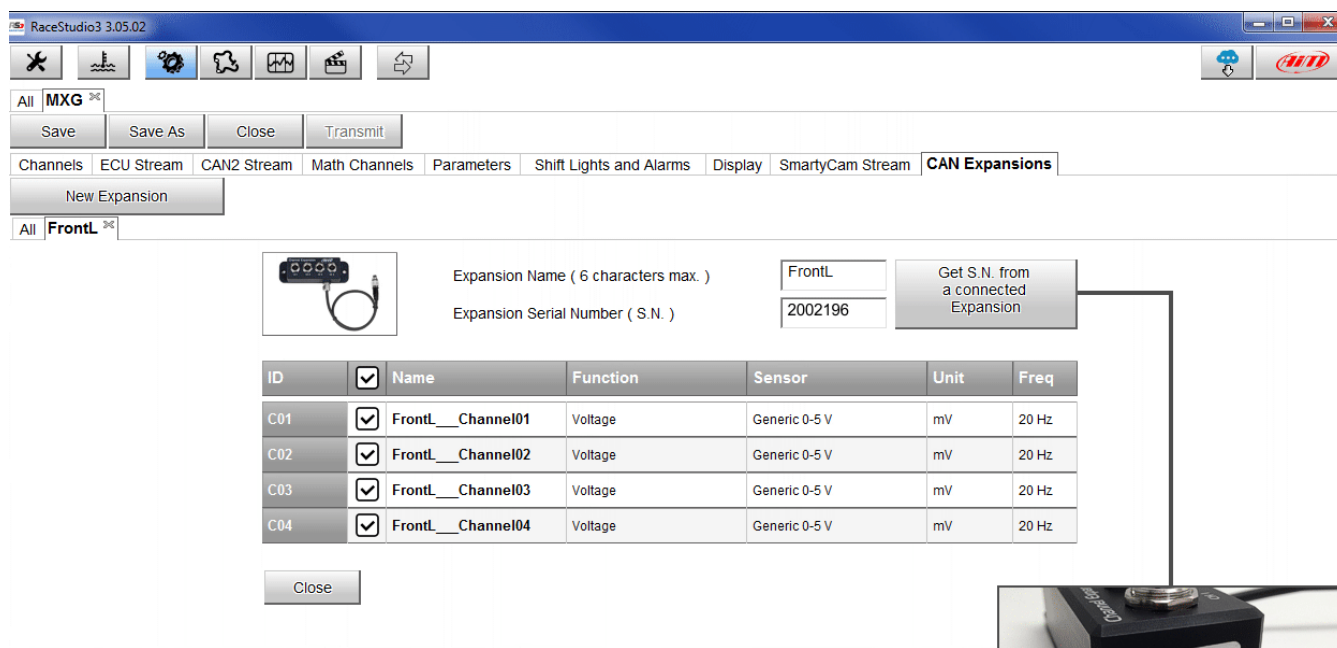 RS3 RaceStudio3 3.05.02
AiM
All MXG
Save Save As Close Transmit
Channels ECU Stream CAN2 Stream Math Channels Parameters Shift Lights and Alarms Display SmartyCam Stream CAN Expansions
New Expansion
All FrontL
Expansion Name ( 6 characters max. ) FrontL
Get S.N. from
a connected
Expansion
Expansion Serial Number ( S.N. ) 2002196
ID Name Function Sensor Unit Freq
C01 FrontL___Channel01 Voltage Generic 0-5 V mV 20 Hz
C02 FrontL___Channel02 Voltage Generic 0-5 V mV 20 Hz
C03 FrontL___Channel03 Voltage Generic 0-5 V mV 20 Hz
C04 FrontL___Channel04 Voltage Generic 0-5 V mV 20 Hz
Close
Channel